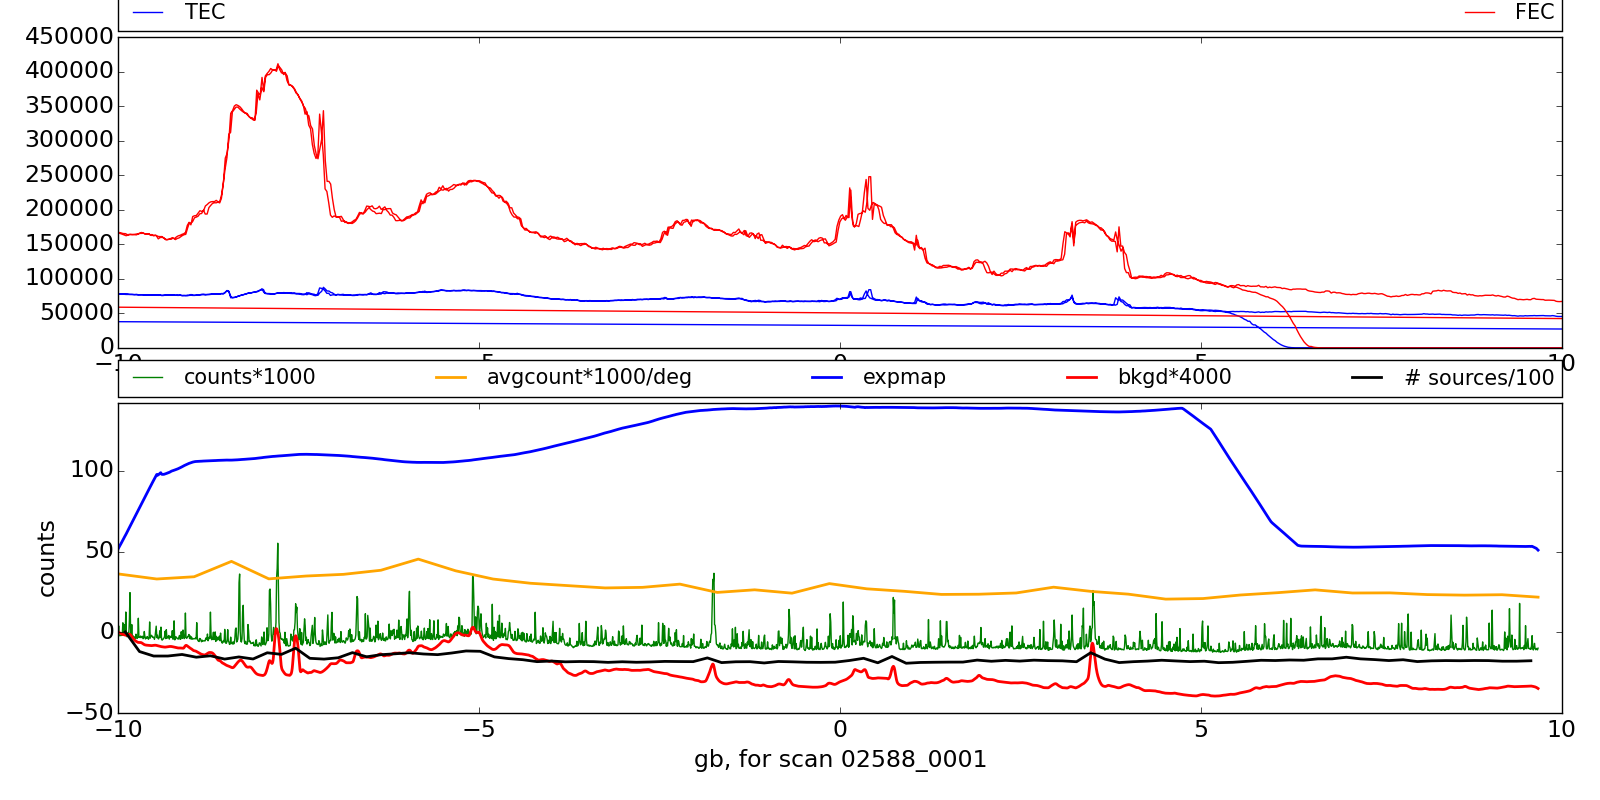 TEC FEC
450000
400000
350000
300000
250000
200000
150000
100000
50000
0
−10 −5 0 5 10
counts*1000 avgcount*1000/deg expmap bkgd*4000 # sources/100
100
50
0
−50
counts
−10 −5 0 5 10
gb, for scan 02588_0001